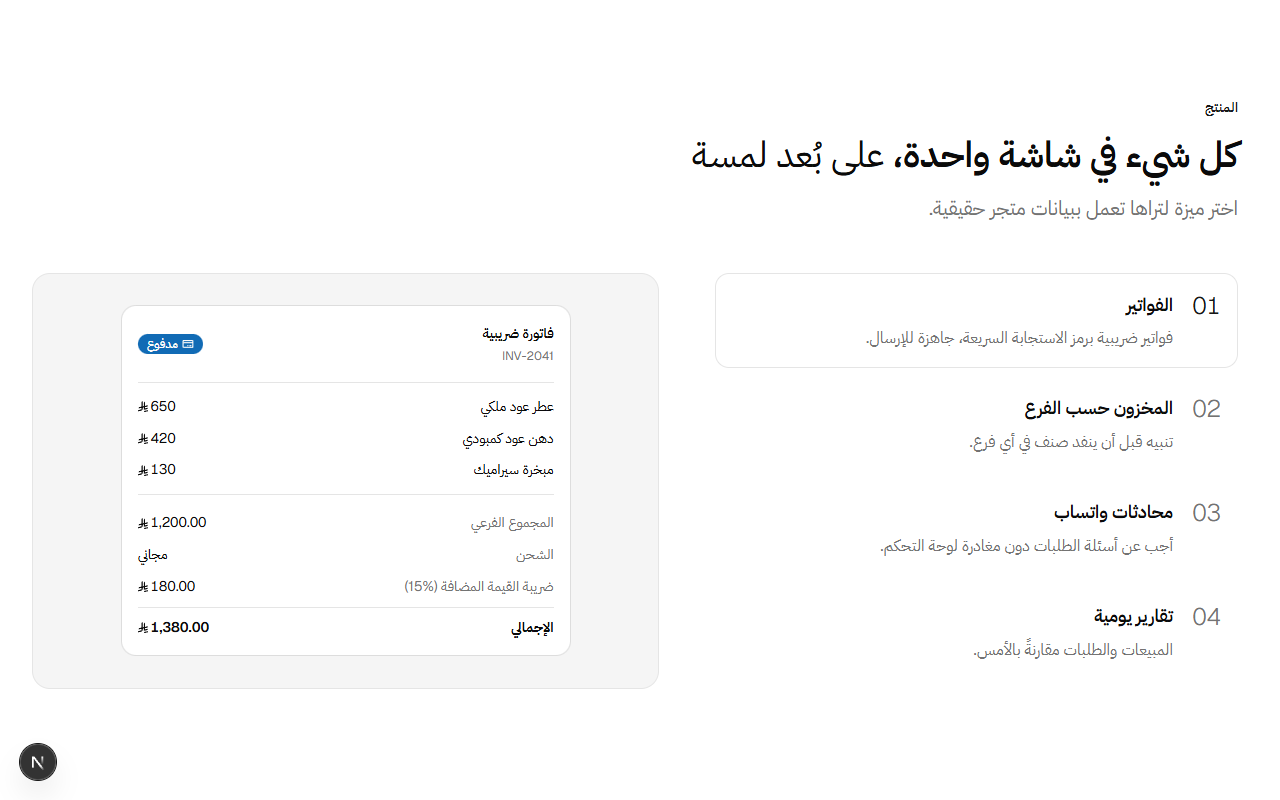 المنتج
كل شيء في شاشة واحدة، على بُعد لمسة
اختر ميزة لتراها تعمل ببيانات متجر حقيقية.
01 الفواتير
فواتير ضريبية برمز الاستجابة السريعة، جاهزة للإرسال.
02 المخزون حسب الفرع
تنبيه قبل أن ينفد صنف في أي فرع.
03 محادثات واتساب
أجب عن أسئلة الطلبات دون مغادرة لوحة التحكم.
04 تقارير يومية
المبيعات والطلبات مقارنةً بالأمس.
فاتورة ضريبية
INV-2041
مدفوع
عطر عود ملكي 650 ⃁
دهن عود كمبودي 420 ⃁
مبخرة سيراميك 130 ⃁
المجموع الفرعي 1,200.00 ⃁
الشحن مجاني
ضريبة القيمة المضافة (15%) 180.00 ⃁
الإجمالي 1,380.00 ⃁
N